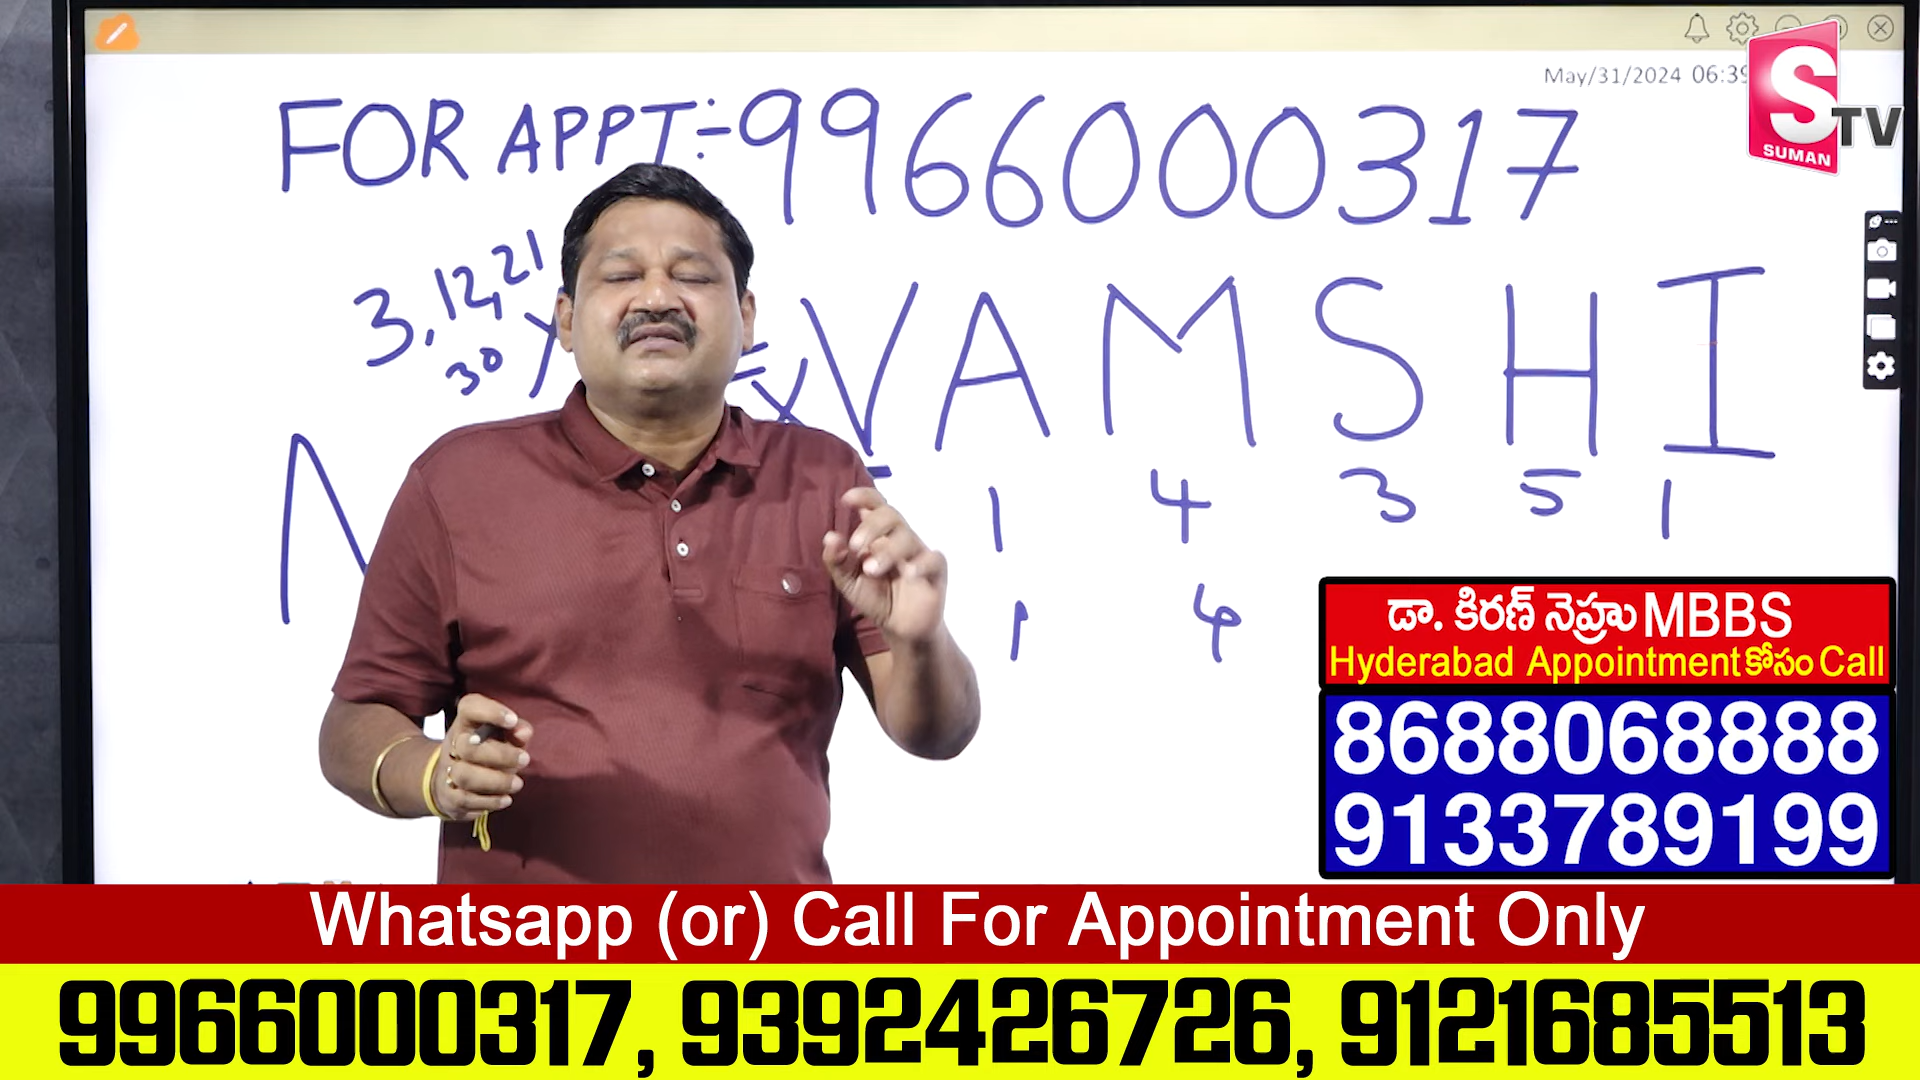 May/31/2024 06:39
S TV
SUMAN
FOR APPT:-9966000317
3, 12, 21
30
VAMSHI
N
1 4 3 5 1
1 4
డా. కిరణ్ నెహ్రు MBBS
Hyderabad Appointment కోసం Call
8688068888
9133789199
Whatsapp (or) Call For Appointment Only
9966000317, 9392426726, 9121685513